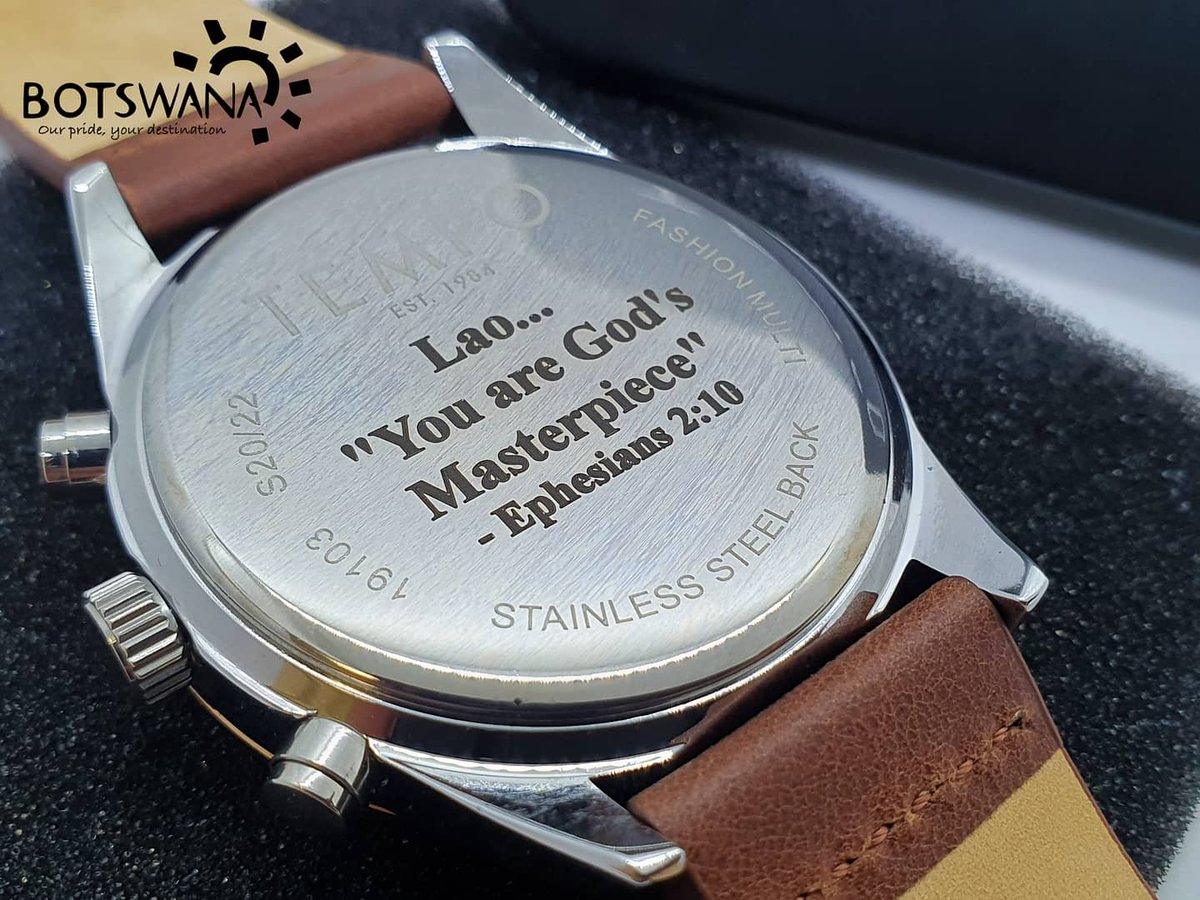 BOTSWANA
Our pride, your destination
TEMPO
EST. 1984
FASHION MULTI
Lao...
"You are God's
Masterpiece"
- Ephesians 2:10
S20/22
19103
STAINLESS STEEL BACK